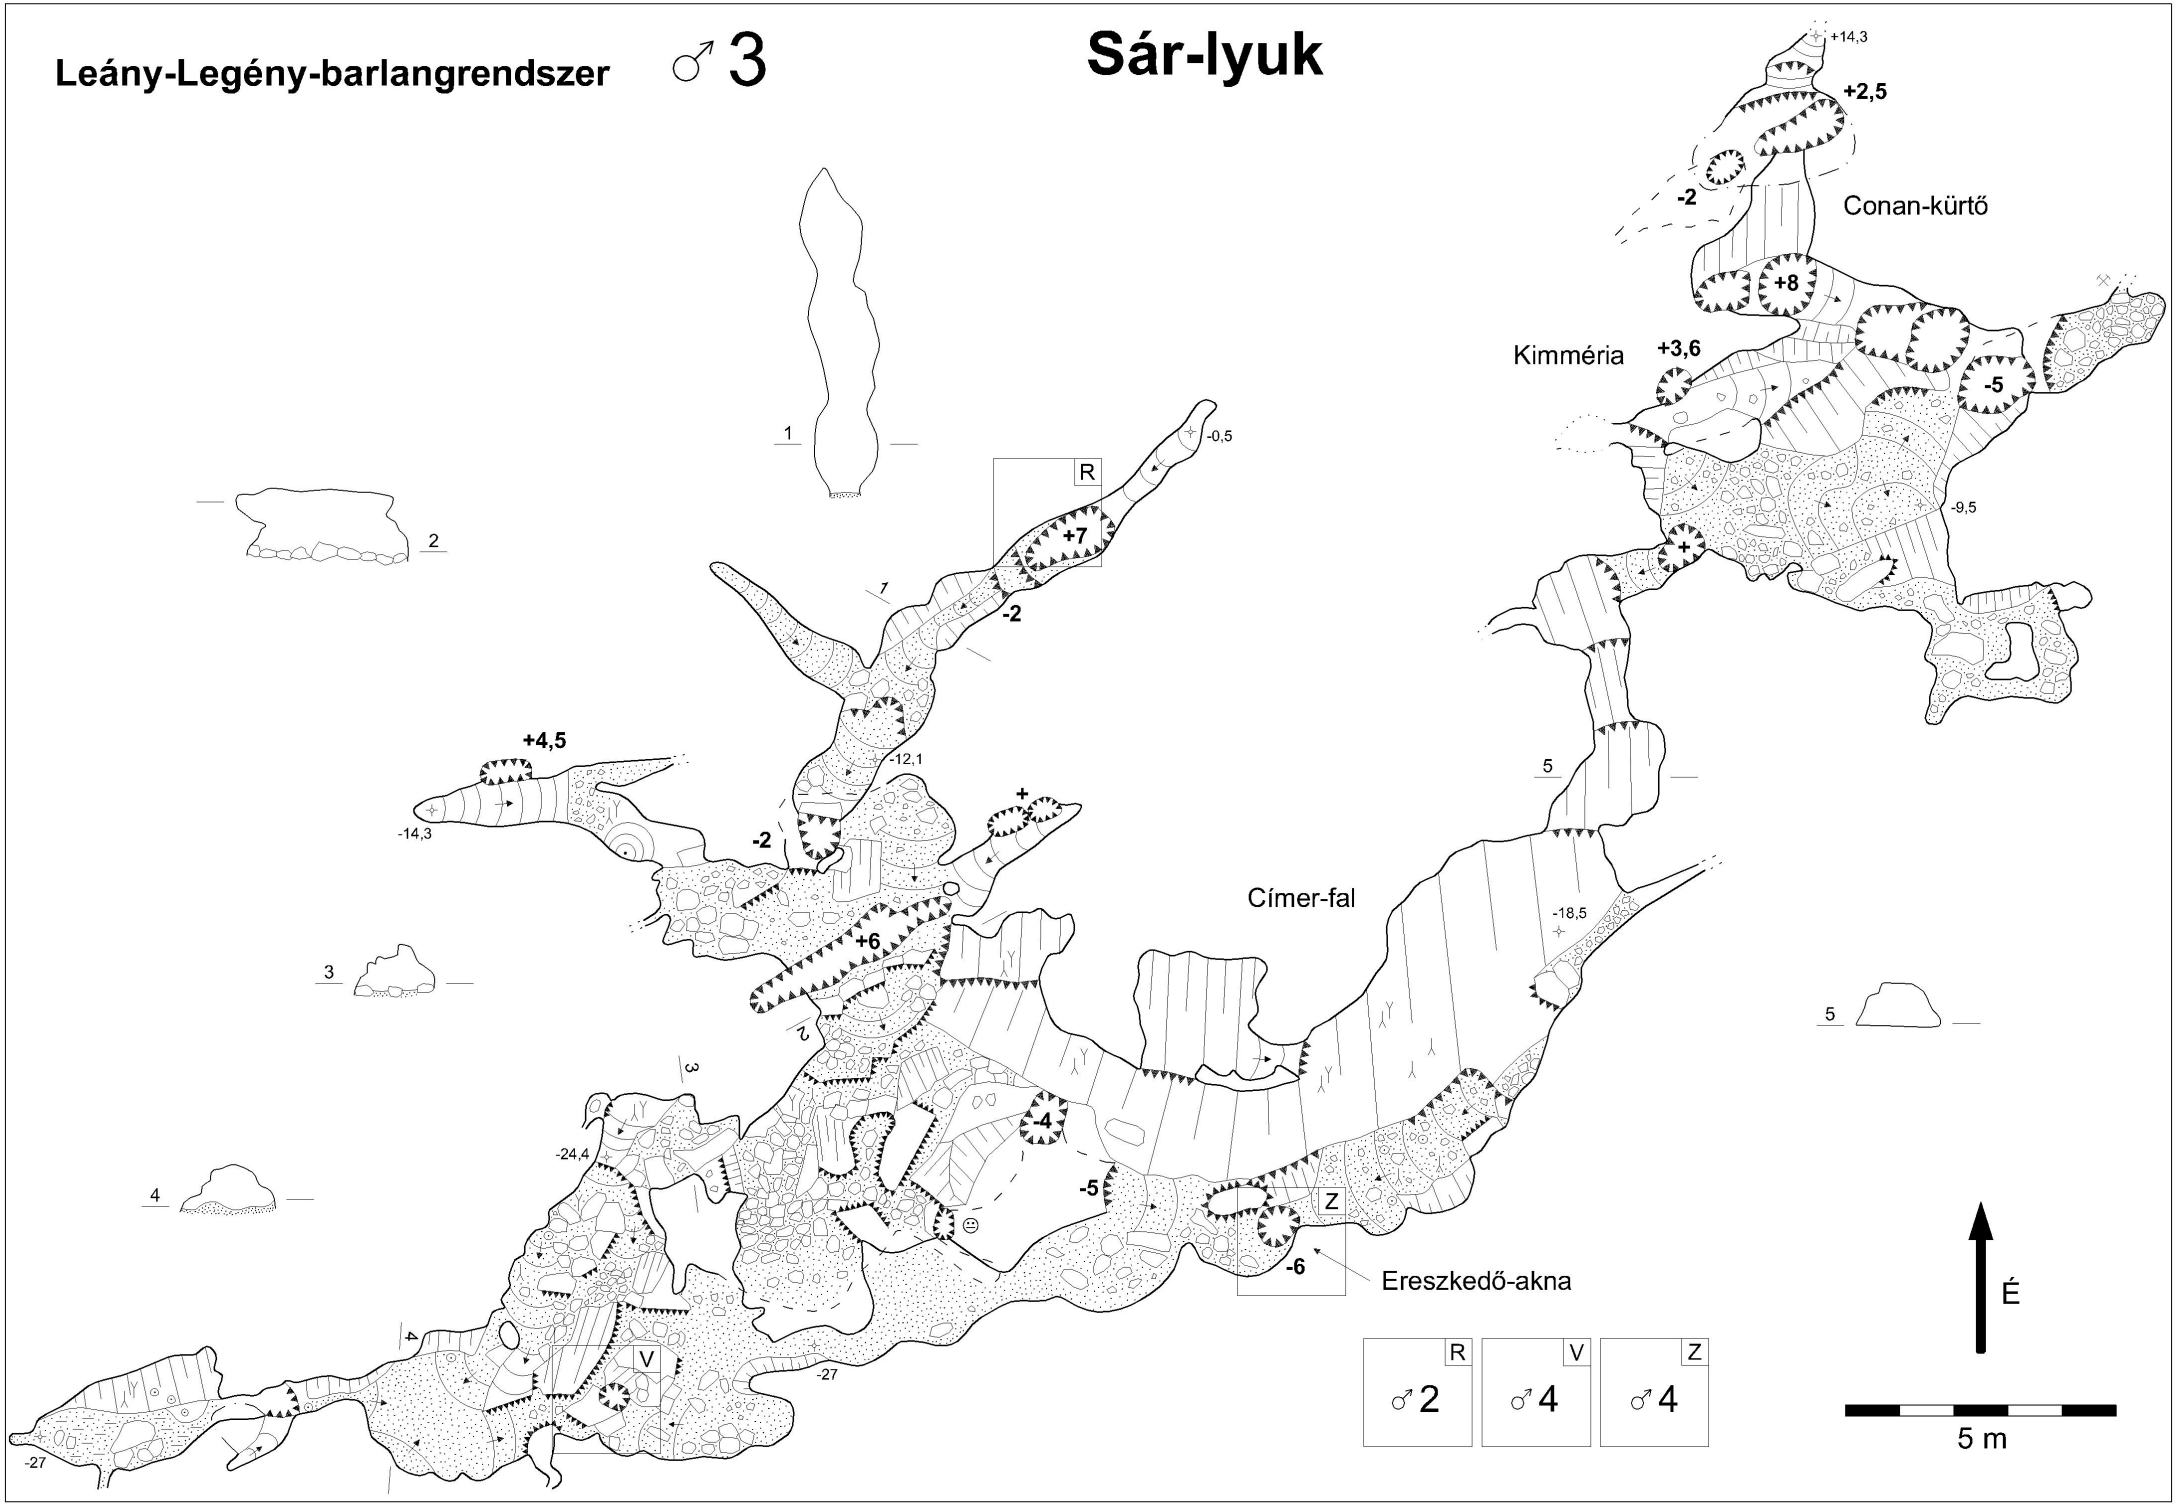 Leány-Legény-barlangrendszer ♂ 3
Sár-lyuk
+14,3
+2,5
-2
Conan-kürtő
+8
Kimméria
+3,6
-5
1
R
-0,5
2
+7
-9,5
+
1
-2
+4,5
-12,1
5
-14,3
-2
+
Címer-fal
-18,5
+6
3
2
5
3
-4
-24,4
4
-5
Z
-6
Ereszkedő-akna
É
4
V
-27
R
♂ 2
V
♂ 4
Z
♂ 4
5 m
-27